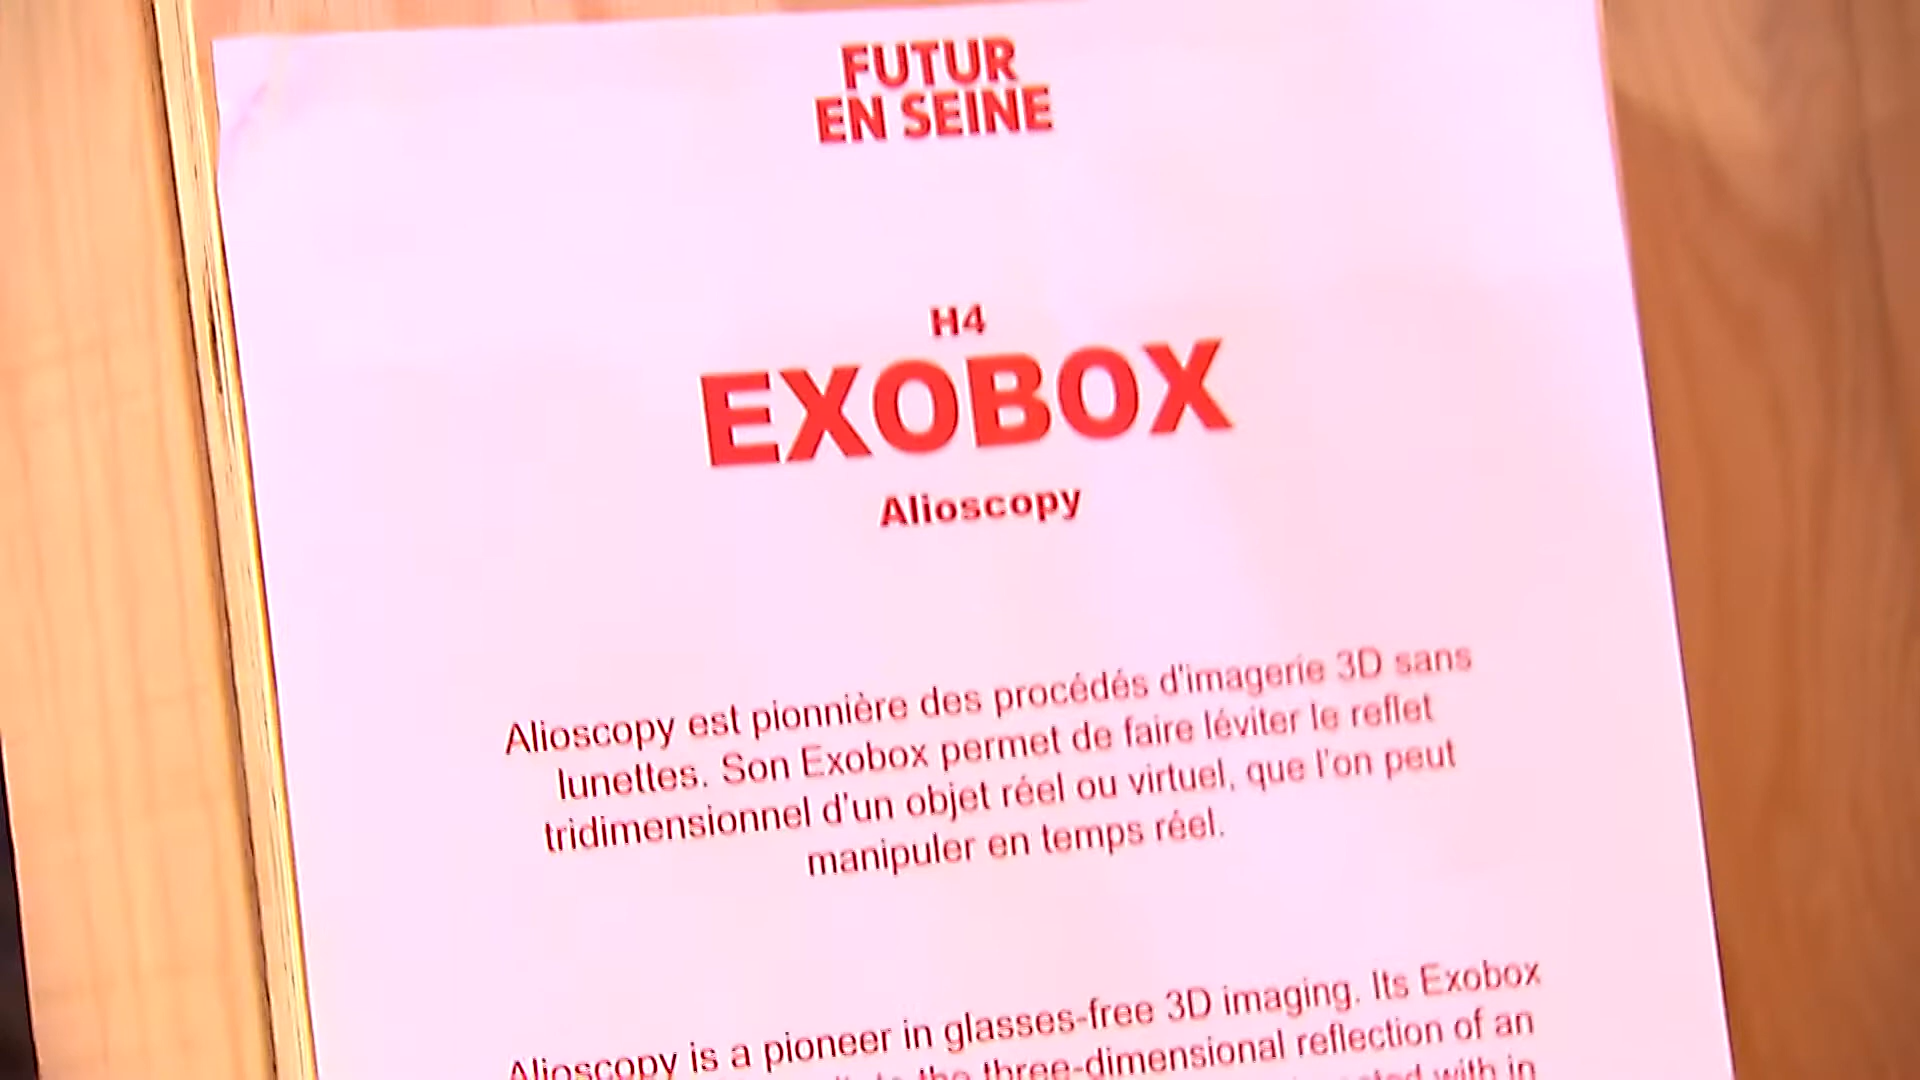 FUTUR
EN SEINE
H4
EXOBOX
Alioscopy
Alioscopy est pionnière des procédés d'imagerie 3D sans
lunettes. Son Exobox permet de faire léviter le reflet
tridimensionnel d'un objet réel ou virtuel, que l'on peut
manipuler en temps réel.
Alioscopy is a pioneer in glasses-free 3D imaging. Its Exobox
the three-dimensional reflection of an
with in